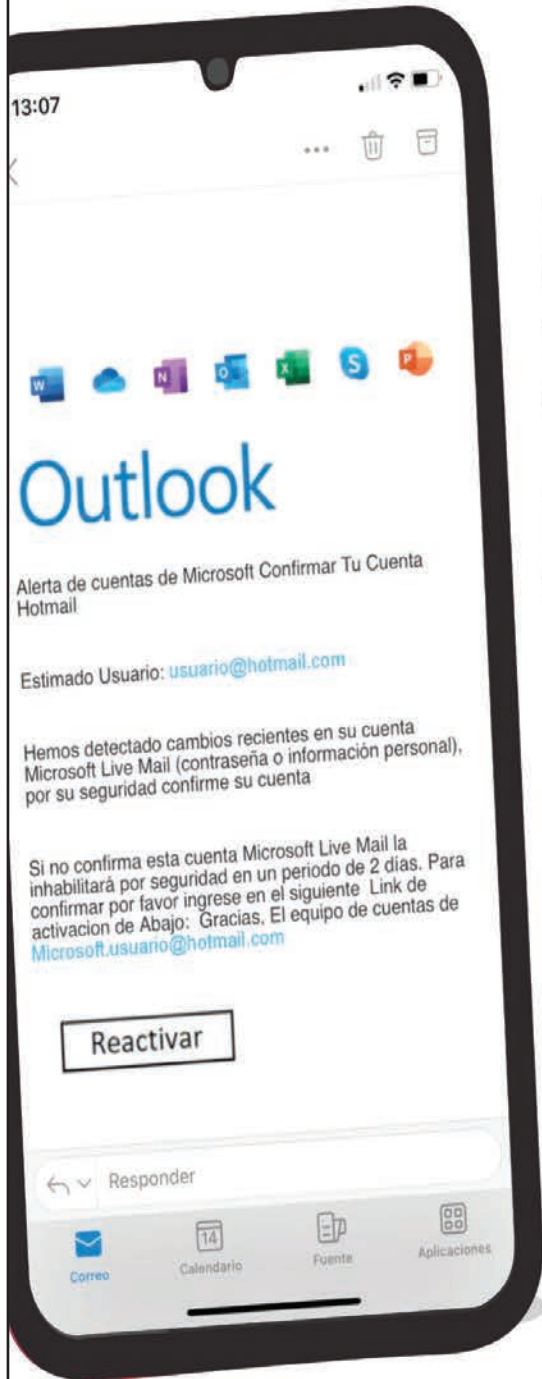 13:07
W N O X S P
Outlook
Alerta de cuentas de Microsoft Confirmar Tu Cuenta
Hotmail
Estimado Usuario: usuario@hotmail.com
Hemos detectado cambios recientes en su cuenta
Microsoft Live Mail (contraseña o información personal),
por su seguridad confirme su cuenta
Si no confirma esta cuenta Microsoft Live Mail la
inhabilitará por seguridad en un periodo de 2 días. Para
confirmar por favor ingrese en el siguiente Link de
activacion de Abajo: Gracias. El equipo de cuentas de
Microsoft.usuario@hotmail.com
Reactivar
Responder
14
Correo Calendario Fuente Aplicaciones